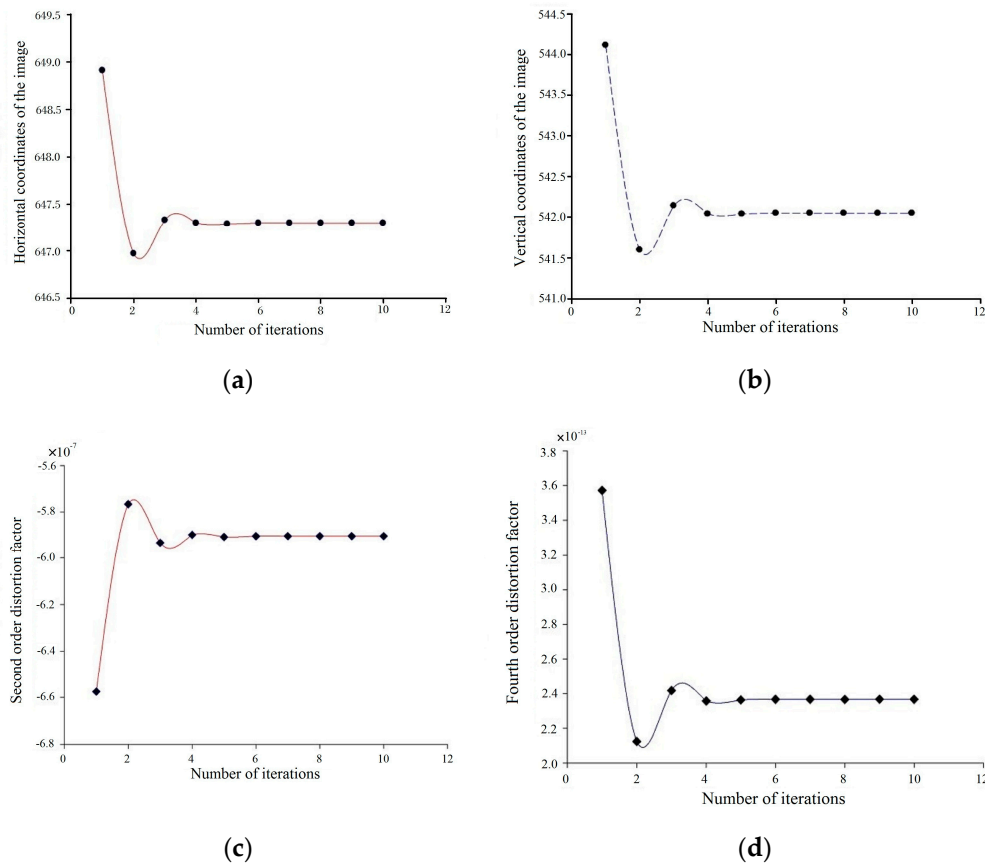 649.5
649.0
648.5
648.0
647.5
647.0
646.5
0 2 4 6 8 10 12
Horizontal coordinates of the image
Number of iterations
(a)
544.5
544.0
543.5
543.0
542.5
542.0
541.5
541.0
0 2 4 6 8 10 12
Vertical coordinates of the image
Number of iterations
(b)
×10-7
-5.6
-5.8
-6.0
-6.2
-6.4
-6.6
-6.8
0 2 4 6 8 10 12
Second order distortion factor
Number of iterations
(c)
×10-13
3.8
3.6
3.4
3.2
3.0
2.8
2.6
2.4
2.2
2.0
0 2 4 6 8 10 12
Fourth order distortion factor
Number of iterations
(d)